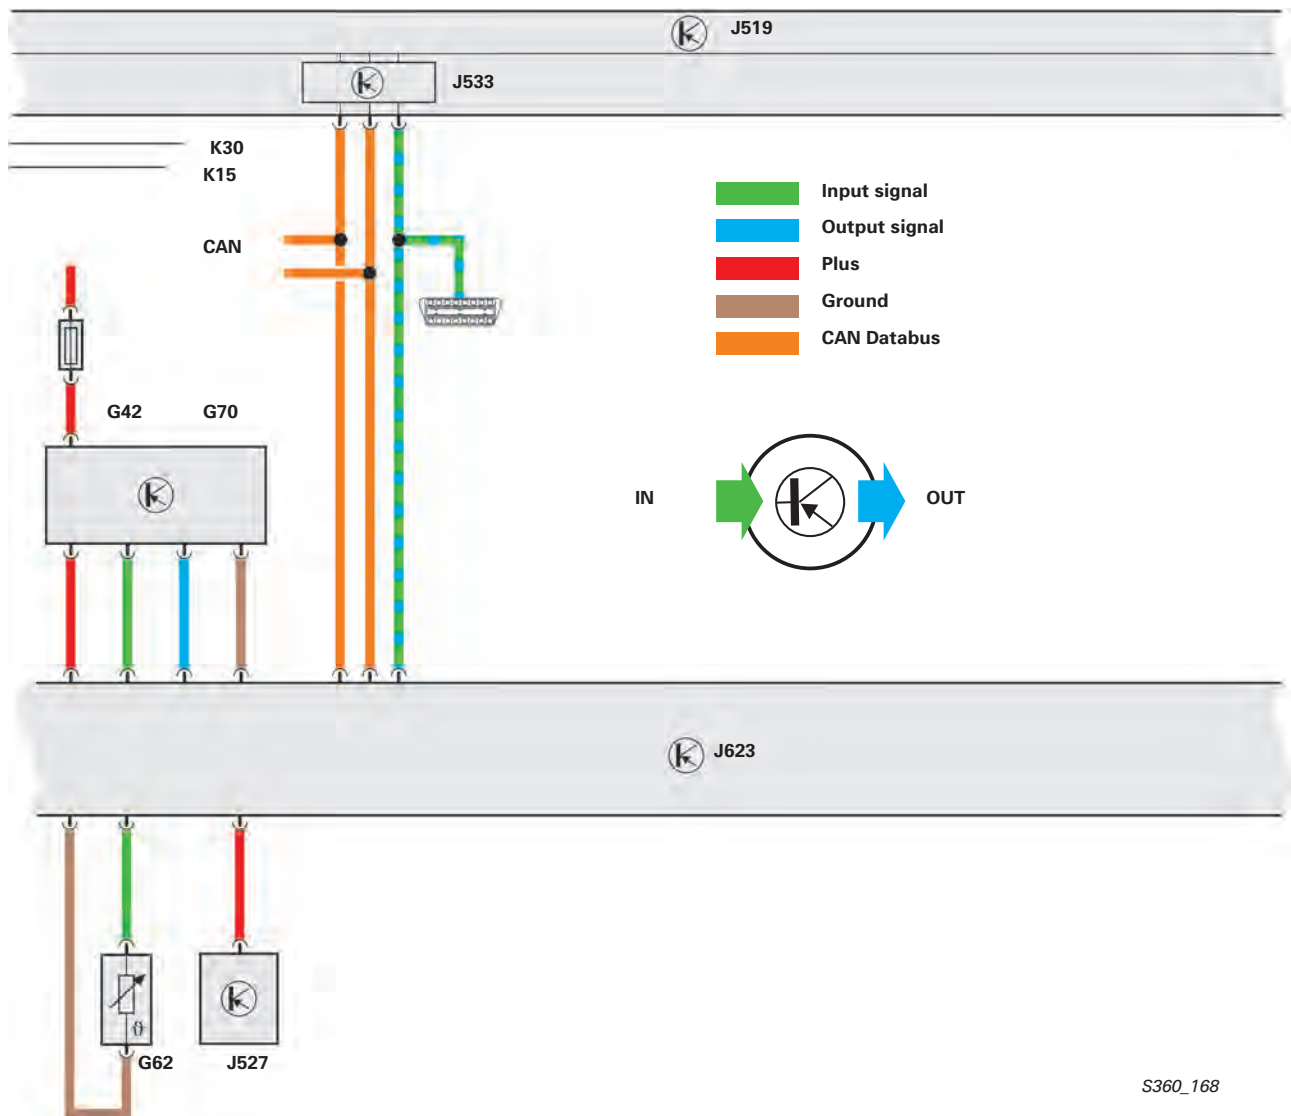 J519
J533
K30
K15
CAN
Input signal
Output signal
Plus
Ground
CAN Databus
G42 G70
IN OUT
J623
ϑ
G62 J527
S360_168